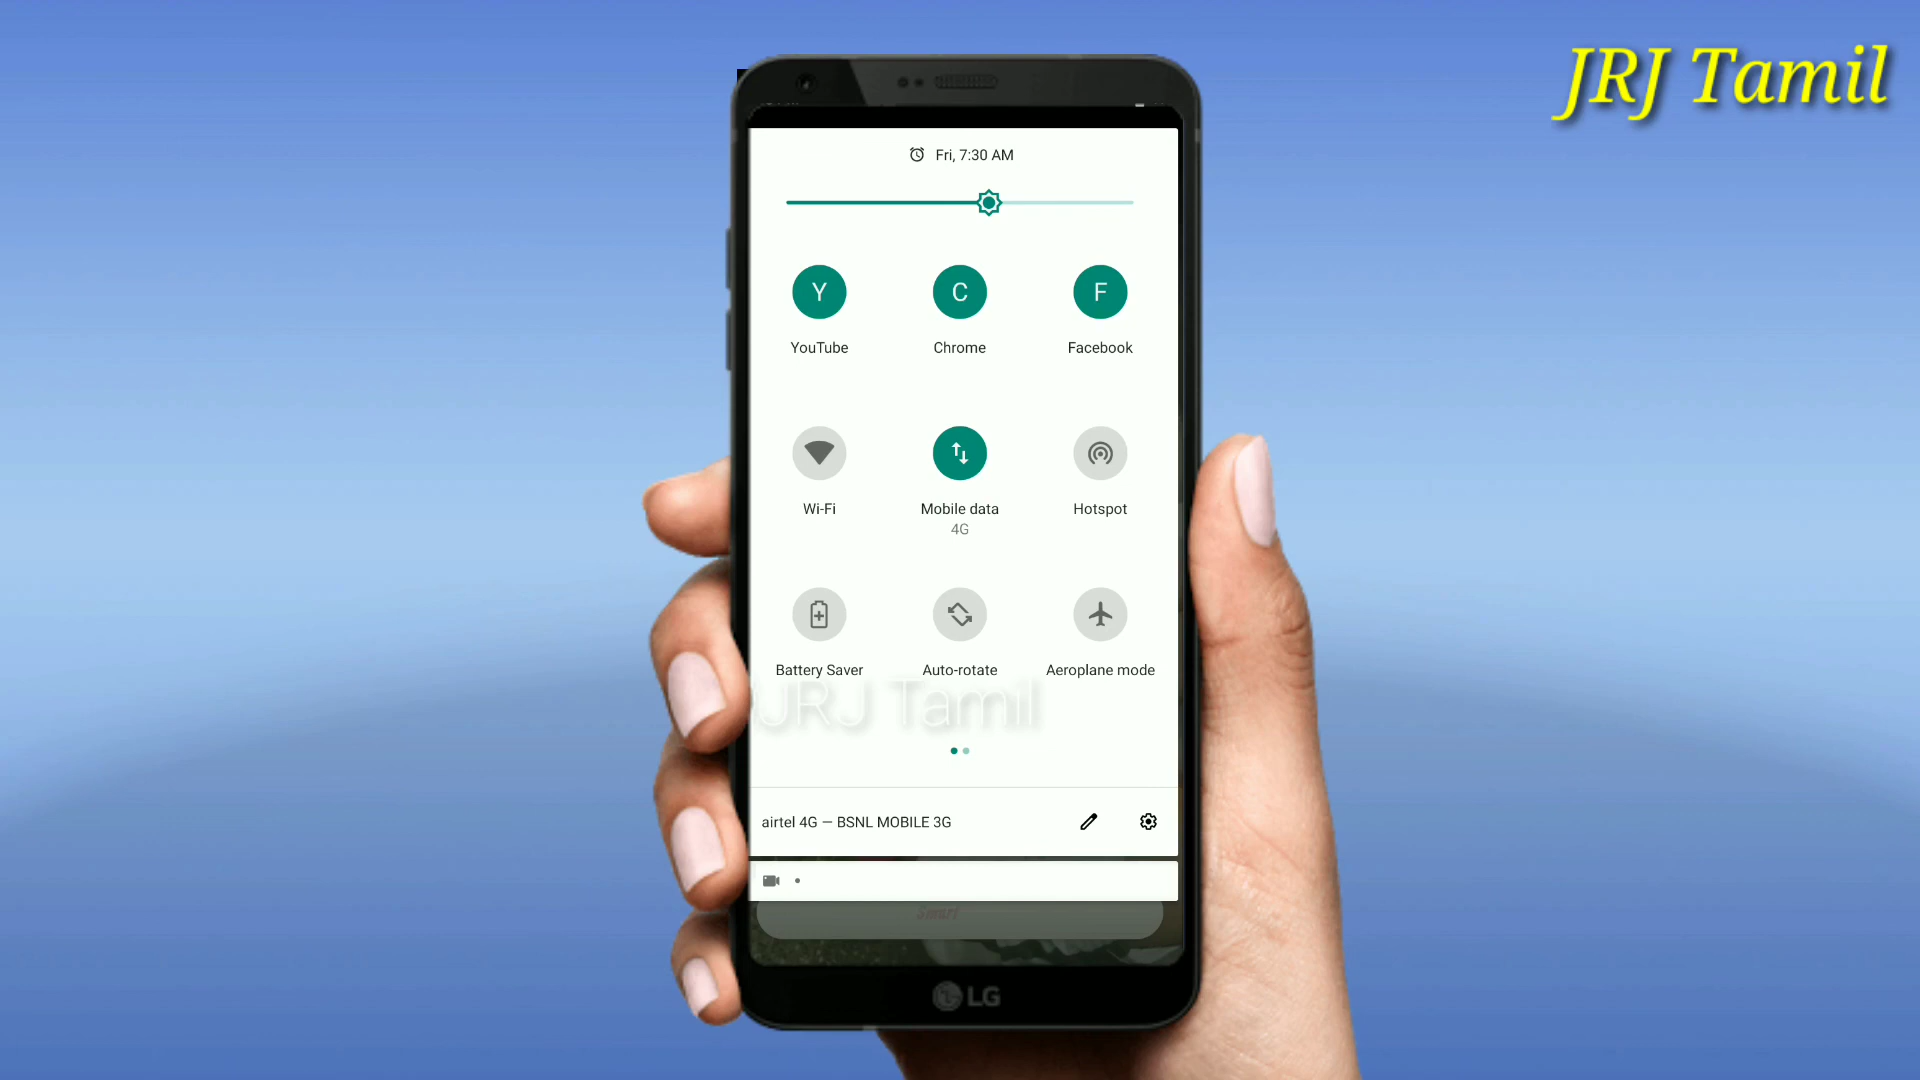 JRJ Tamil
Fri, 7:30 AM
Y C F
YouTube Chrome Facebook
Wi-Fi Mobile data Hotspot
4G
Battery Saver Auto-rotate Aeroplane mode
JRJ Tamil
airtel 4G — BSNL MOBILE 3G
Smart
LG